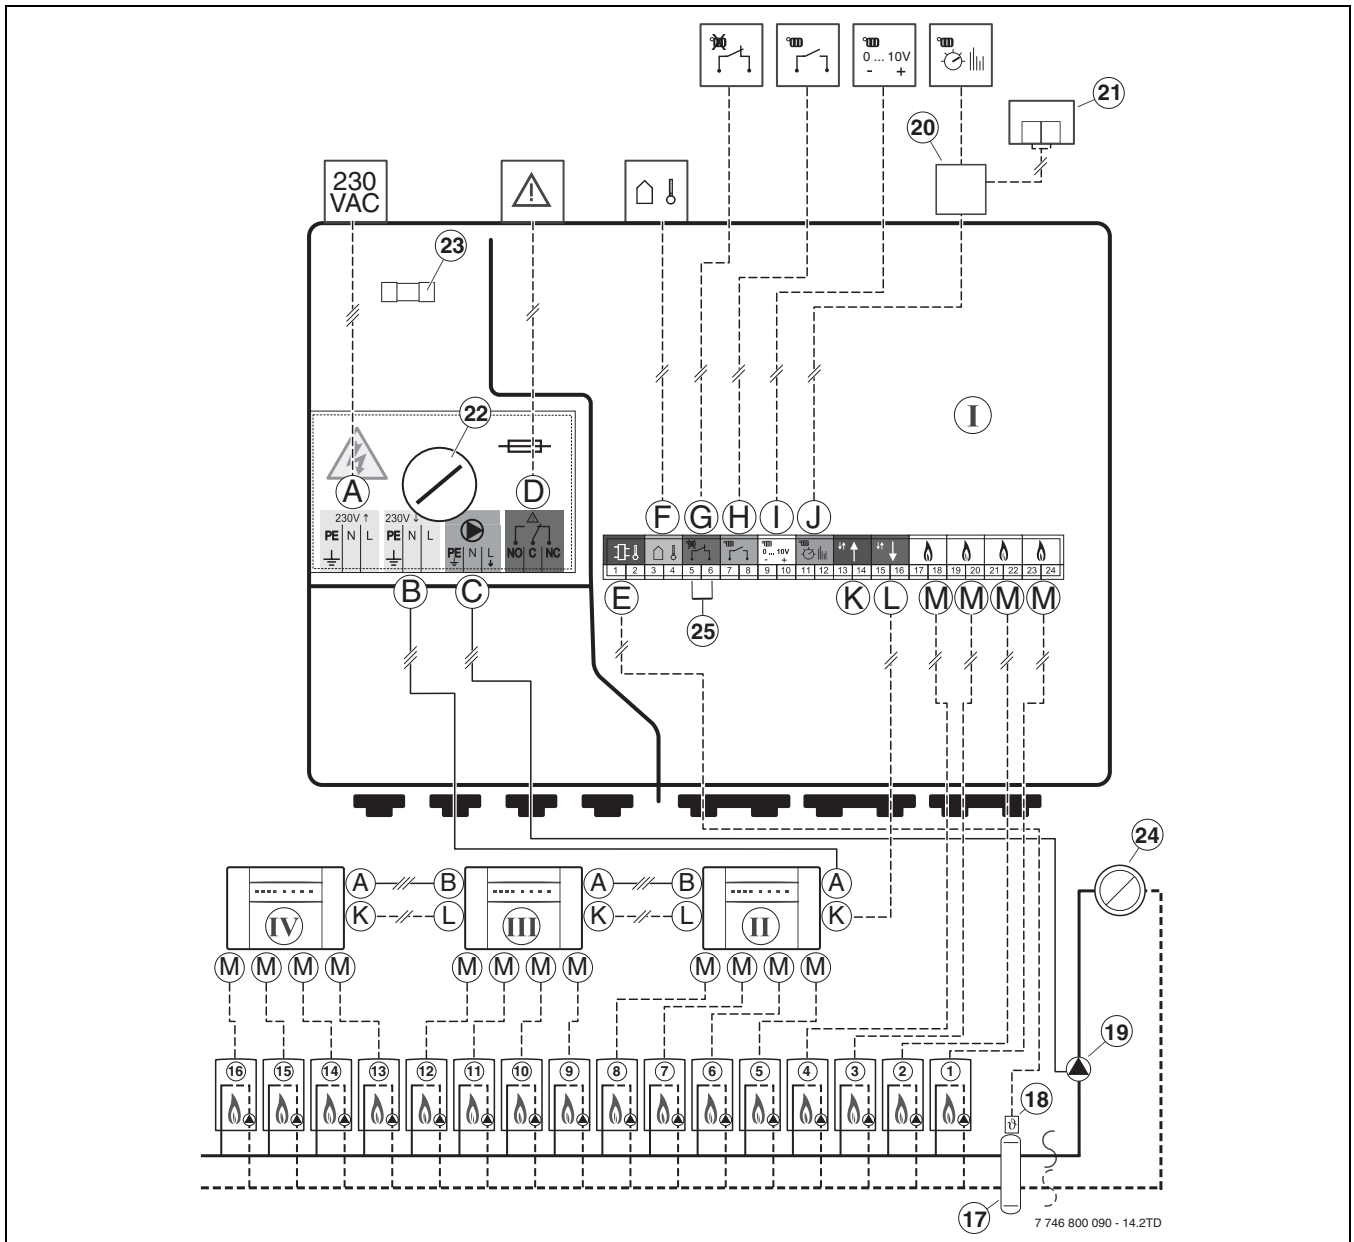 0 ... 10V
- +
21
20
230
VAC
23
I
22
A
D
F G H I J
230V ↑
230V ↓
PE N L
PE N L
PE N L
NO C NC
0 ... 10V
- +
1 2 3 4 5 6 7 8 9 10 11 12 13 14 15 16 17 18 19 20 21 22 23 24
B C
E
25
K L M M M M
24
IV
A B
K L
III
A B
K L
II
A
K
M M M M
M M M M
M M M M
19
16 15 14 13 12 11 10 9 8 7 6 5 4 3 2 1
18
ϑ
17
7 746 800 090 - 14.2TD